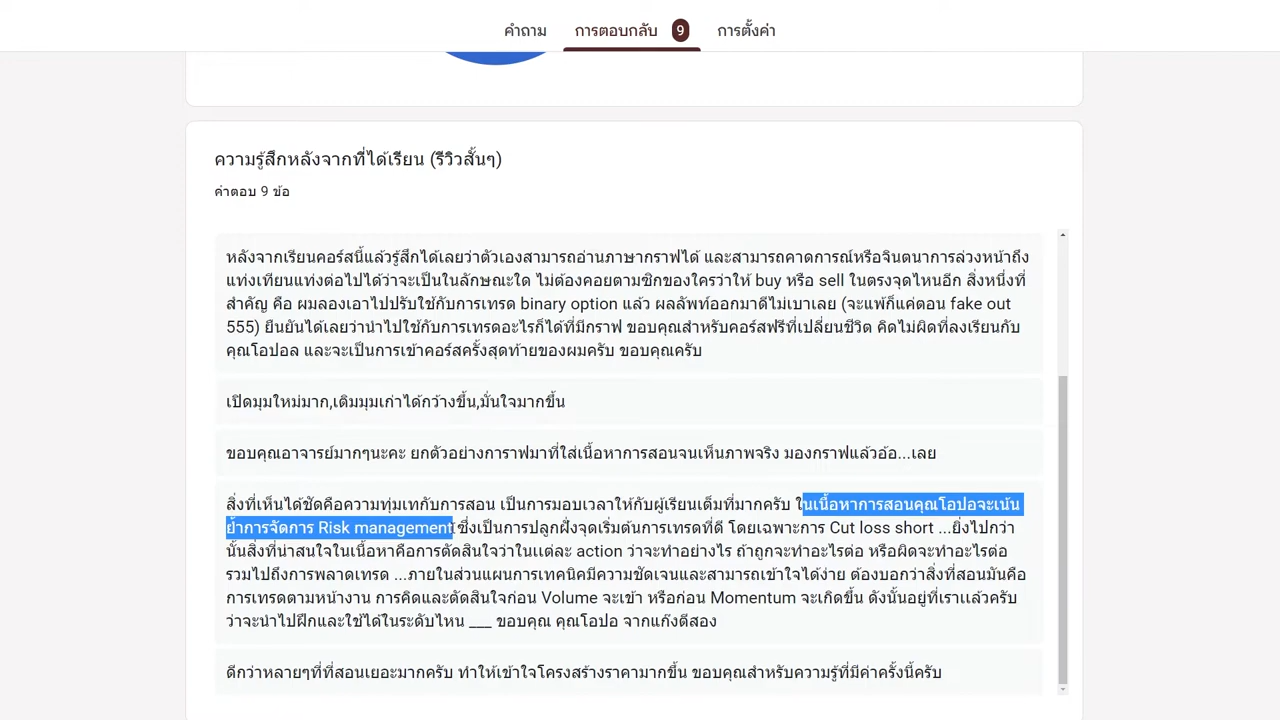 คำถาม
การตอบกลับ 9
การตั้งค่า
ความรู้สึกหลังจากที่ได้เรียน (รีวิวสั้นๆ)
คำตอบ 9 ข้อ
หลังจากเรียนคอร์สนี้แล้วรู้สึกได้เลยว่าตัวเองสามารถอ่านภาษากราฟได้ และสามารถคาดการณ์หรือจินตนาการล่วงหน้าถึง
แท่งเทียนแท่งต่อไปได้ว่าจะเป็นในลักษณะใด ไม่ต้องคอยตามซิกของใครว่าให้ buy หรือ sell ในตรงจุดไหนอีก สิ่งหนึ่งที่
สำคัญ คือ ผมลองเอาไปปรับใช้กับการเทรด binary option แล้ว ผลลัพท์ออกมาดีไม่เบาเลย (จะแพ้ก็แค่ตอน fake out
555) ยืนยันได้เลยว่านำไปใช้กับการเทรดอะไรก็ได้ที่มีกราฟ ขอบคุณสำหรับคอร์สฟรีที่เปลี่ยนชีวิต คิดไม่ผิดที่ลงเรียนกับ
คุณโอปอล และจะเป็นการเข้าคอร์สครั้งสุดท้ายของผมครับ ขอบคุณครับ
เปิดมุมใหม่มาก,เดิมมุมเก่าได้กว้างขึ้น,มั่นใจมากขึ้น
ขอบคุณอาจารย์มากๆนะคะ ยกตัวอย่างการาฟมาที่ใส่เนื้อหาการสอนจนเห็นภาพจริง มองกราฟแล้วอ้อ...เลย
สิ่งที่เห็นได้ชัดคือความทุ่มเทกับการสอน เป็นการมอบเวลาให้กับผู้เรียนเต็มที่มากครับ ในเนื้อหาการสอนคุณโอปอจะเน้น
ย้ำการจัดการ Risk management ซึ่งเป็นการปลูกฝั่งจุดเริ่มต้นการเทรดที่ดี โดยเฉพาะการ Cut loss short ...ยิ่งไปกว่า
นั้นสิ่งที่น่าสนใจในเนื้อหาคือการตัดสินใจว่าในแต่ละ action ว่าจะทำอย่างไร ถ้าถูกจะทำอะไรต่อ หรือผิดจะทำอะไรต่อ
รวมไปถึงการพลาดเทรด ...ภายในส่วนแผนการเทคนิคมีความชัดเจนและสามารถเข้าใจได้ง่าย ต้องบอกว่าสิ่งที่สอนมันคือ
การเทรดตามหน้างาน การคิดและตัดสินใจก่อน Volume จะเข้า หรือก่อน Momentum จะเกิดขึ้น ดังนั้นอยู่ที่เราแล้วครับ
ว่าจะนำไปฝึกและใช้ได้ในระดับไหน ___ ขอบคุณ คุณโอปอ จากแก๊งดีสอง
ดีกว่าหลายๆที่ที่สอนเยอะมากครับ ทำให้เข้าใจโครงสร้างราคามากขึ้น ขอบคุณสำหรับความรู้ที่มีค่าครั้งนี้ครับ